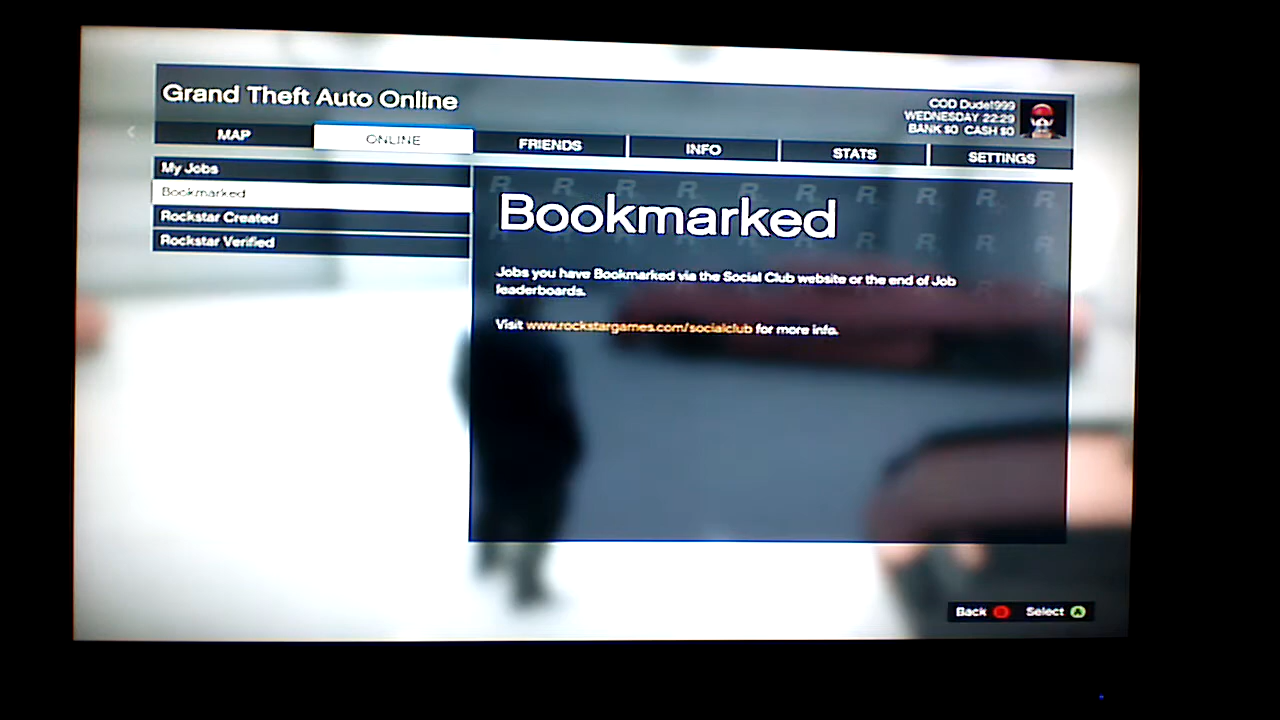 Grand Theft Auto Online
COD Dude1999
WEDNESDAY 22:29
BANK $0 CASH $0
MAP
ONLINE
FRIENDS
INFO
STATS
SETTINGS
My Jobs
Bookmarked
Rockstar Created
Rockstar Verified
Bookmarked
Jobs you have Bookmarked via the Social Club website or the end of Job
leaderboards.
Visit www.rockstargames.com/socialclub for more info.
Back Select A